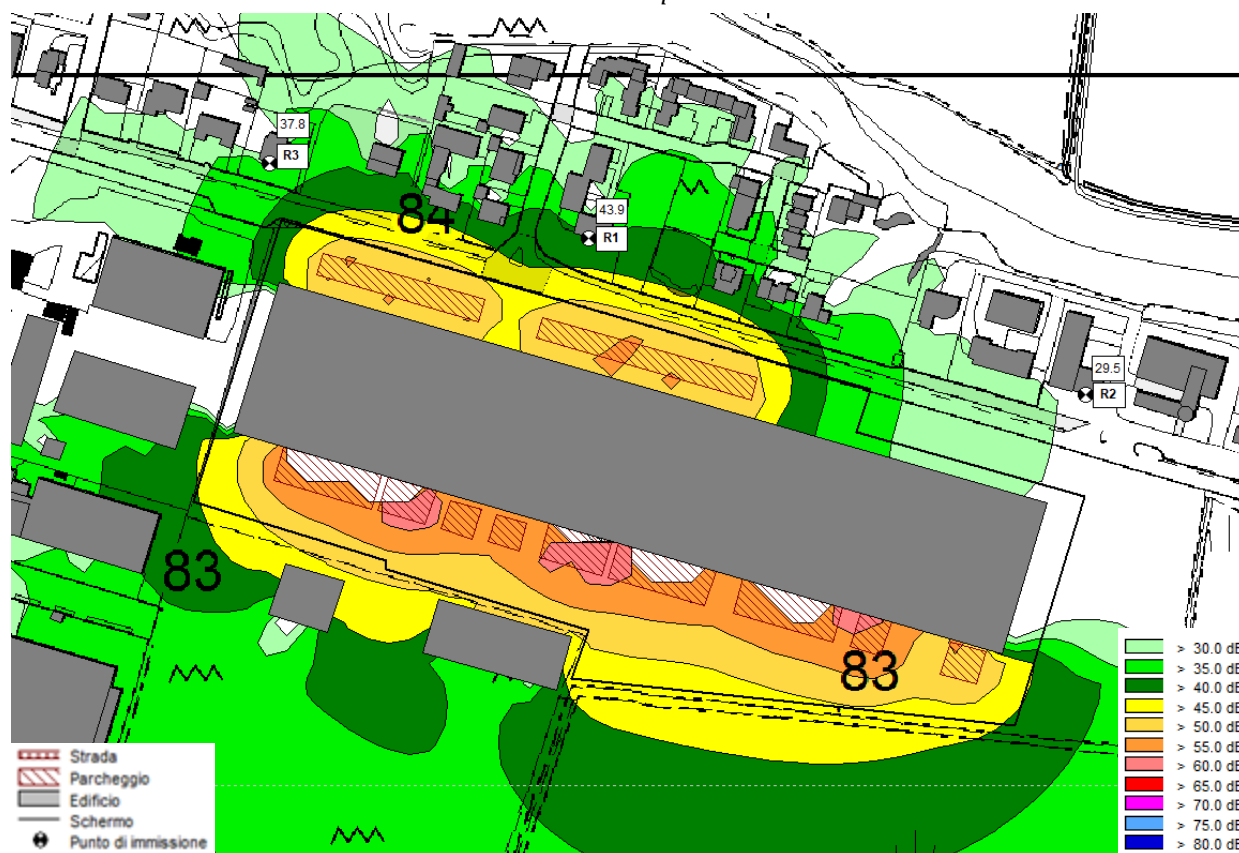 37.8
R3
84
43.9
R1
29.5
R2
83
83
> 30.0 dB
> 35.0 dB
> 40.0 dB
> 45.0 dB
> 50.0 dB
> 55.0 dB
> 60.0 dB
> 65.0 dB
> 70.0 dB
> 75.0 dB
> 80.0 dB
Strada
Parcheggio
Edificio
Schermo
Punto di immissione